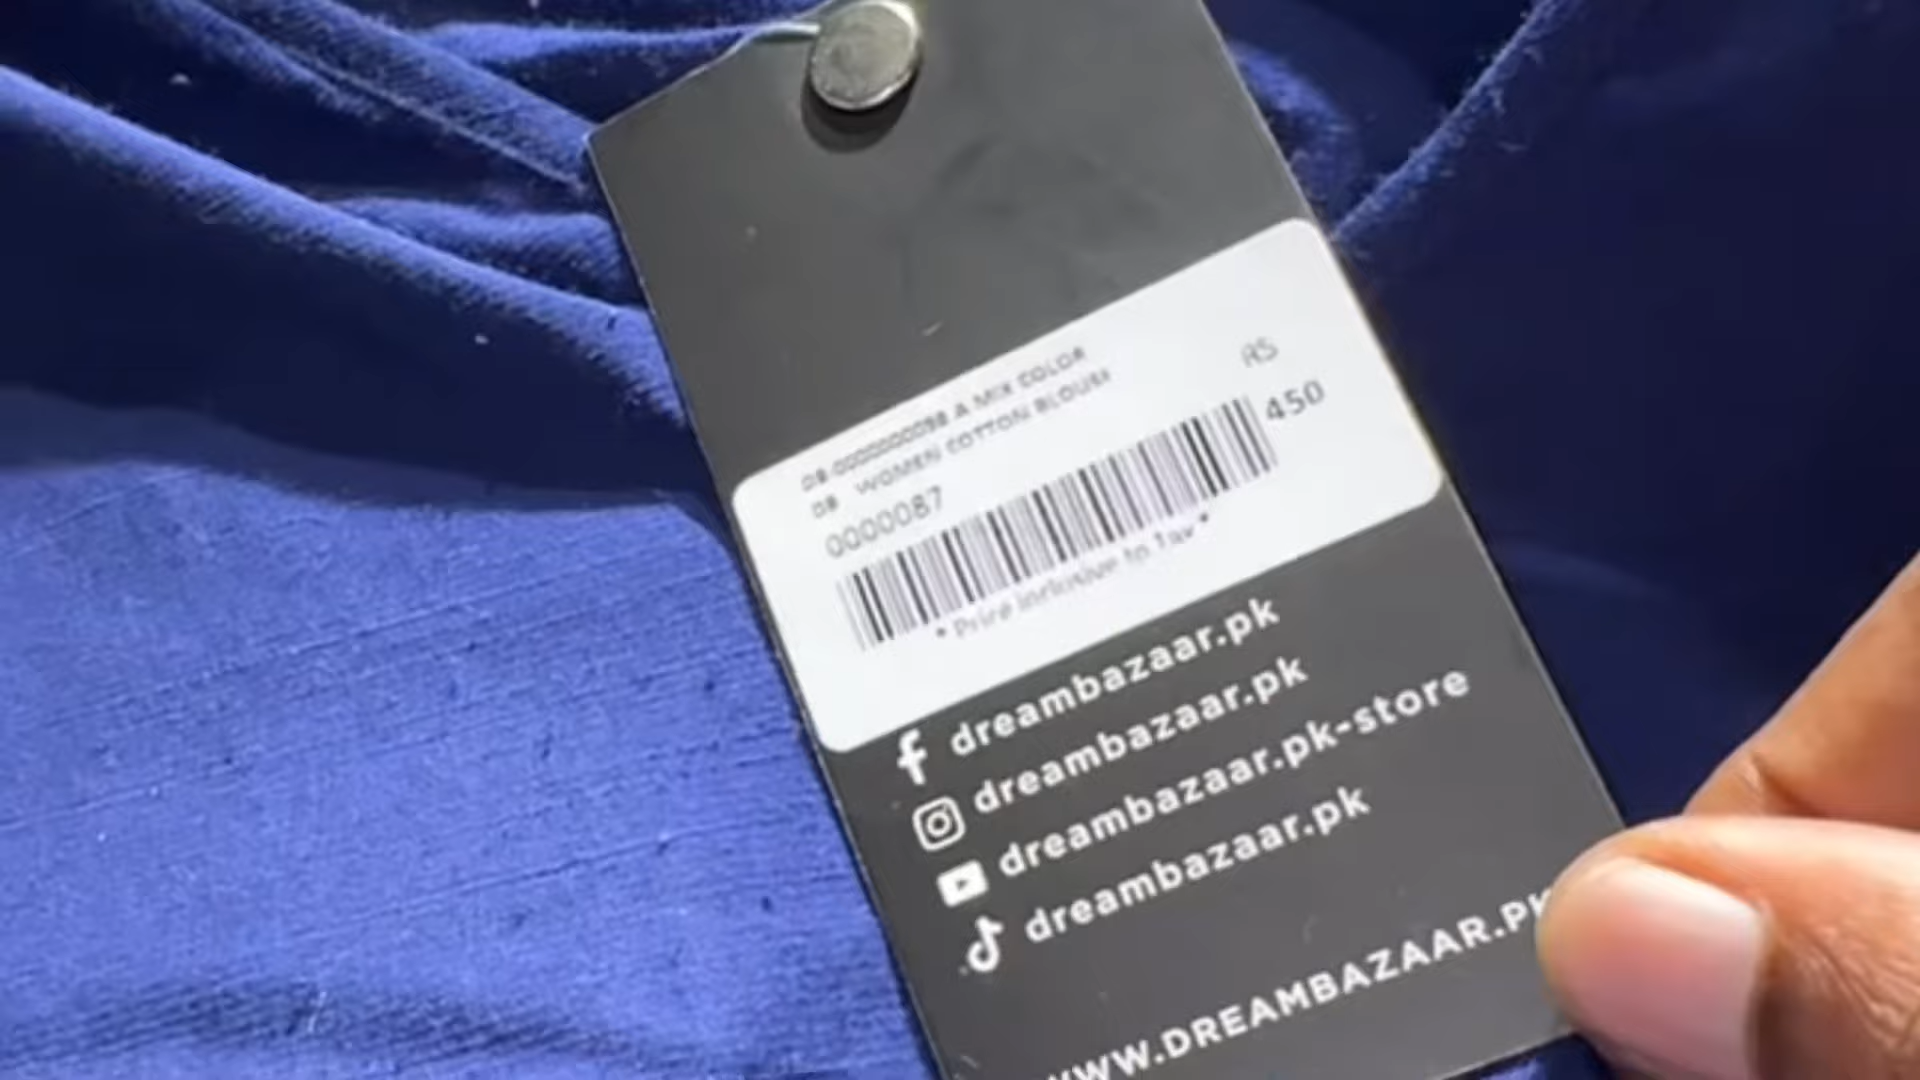 A MIX COLOR
08 WOMEN COTTON BLOUSE
RS
0000087
450
*Price inclusive to Tax*
dreambazaar.pk
dreambazaar.pk
dreambazaar.pk-store
dreambazaar.pk
WWW.DREAMBAZAAR.PK